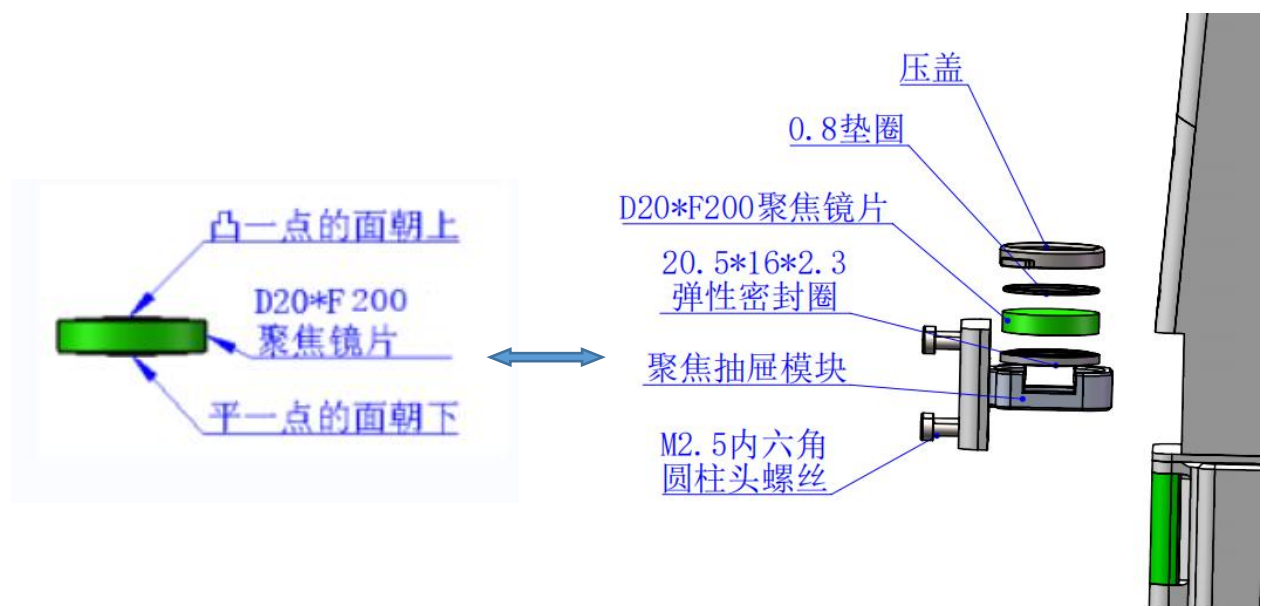 凸一点的面朝上
D20*F200
聚焦镜片
平一点的面朝下
压盖
0.8垫圈
D20*F200聚焦镜片
20.5*16*2.3
弹性密封圈
聚焦抽屉模块
M2.5内六角
圆柱头螺丝